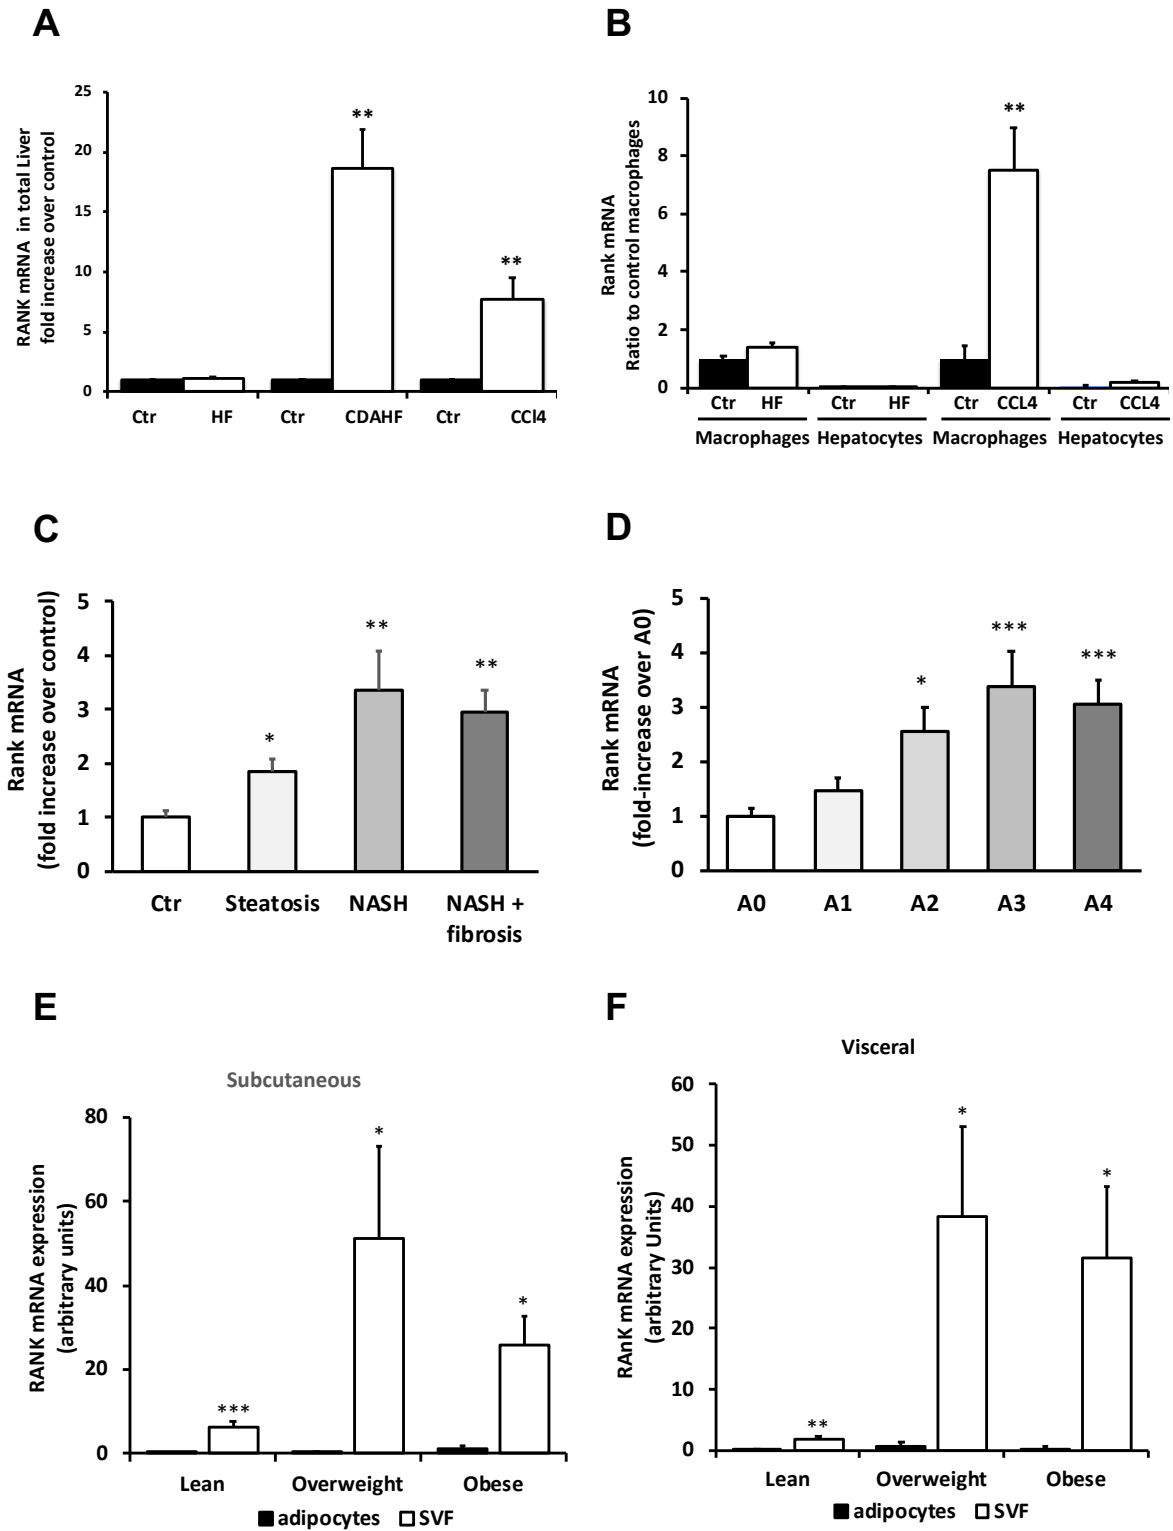 A
RANK mRNA in total Liver
fold increase over control
25
20
15
10
5
0
**
**
Ctr HF Ctr CDAHF Ctr CCl4
B
Rank mRNA
Ratio to control macrophages
10
8
6
4
2
0
**
Ctr HF Ctr HF Ctr CCL4 Ctr CCL4
Macrophages Hepatocytes Macrophages Hepatocytes
C
Rank mRNA
(fold increase over control)
5
4
3
2
1
0
*
**
**
Ctr Steatosis NASH NASH +
fibrosis
D
Rank mRNA
(fold-increase over A0)
5
4
3
2
1
0
*
***
***
A0 A1 A2 A3 A4
E
Subcutaneous
RANK mRNA expression
(arbitrary units)
80
60
40
20
0
***
*
*
Lean Overweight Obese
adipocytes SVF
F
Visceral
RAnK mRNA expression
(arbitrary Units)
60
50
40
30
20
10
0
**
*
*
Lean Overweight Obese
adipocytes SVF